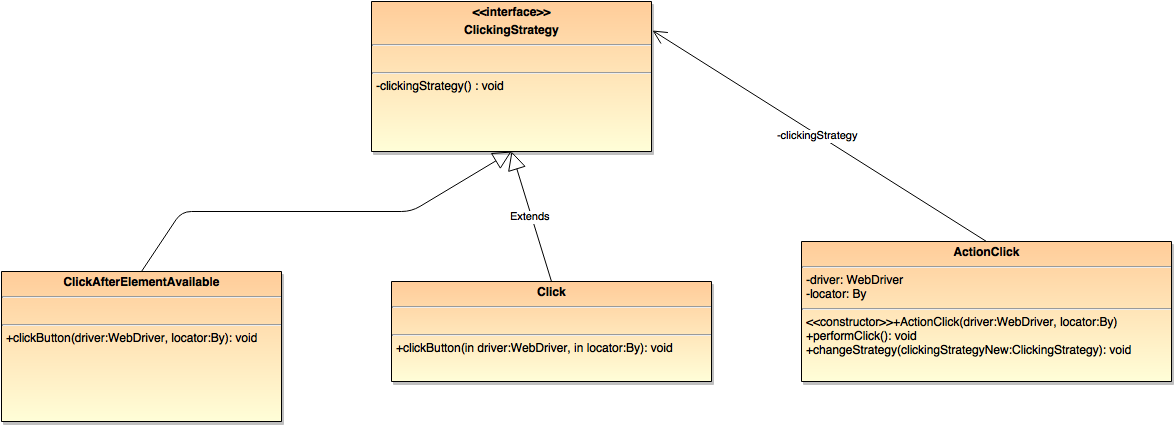 <<interface>>
ClickingStrategy
-clickingStrategy() : void
-clickingStrategy
Extends
ClickAfterElementAvailable
+clickButton(driver:WebDriver, locator:By): void
Click
+clickButton(in driver:WebDriver, in locator:By): void
ActionClick
-driver: WebDriver
-locator: By
<<constructor>>+ActionClick(driver:WebDriver, locator:By)
+performClick(): void
+changeStrategy(clickingStrategyNew:ClickingStrategy): void